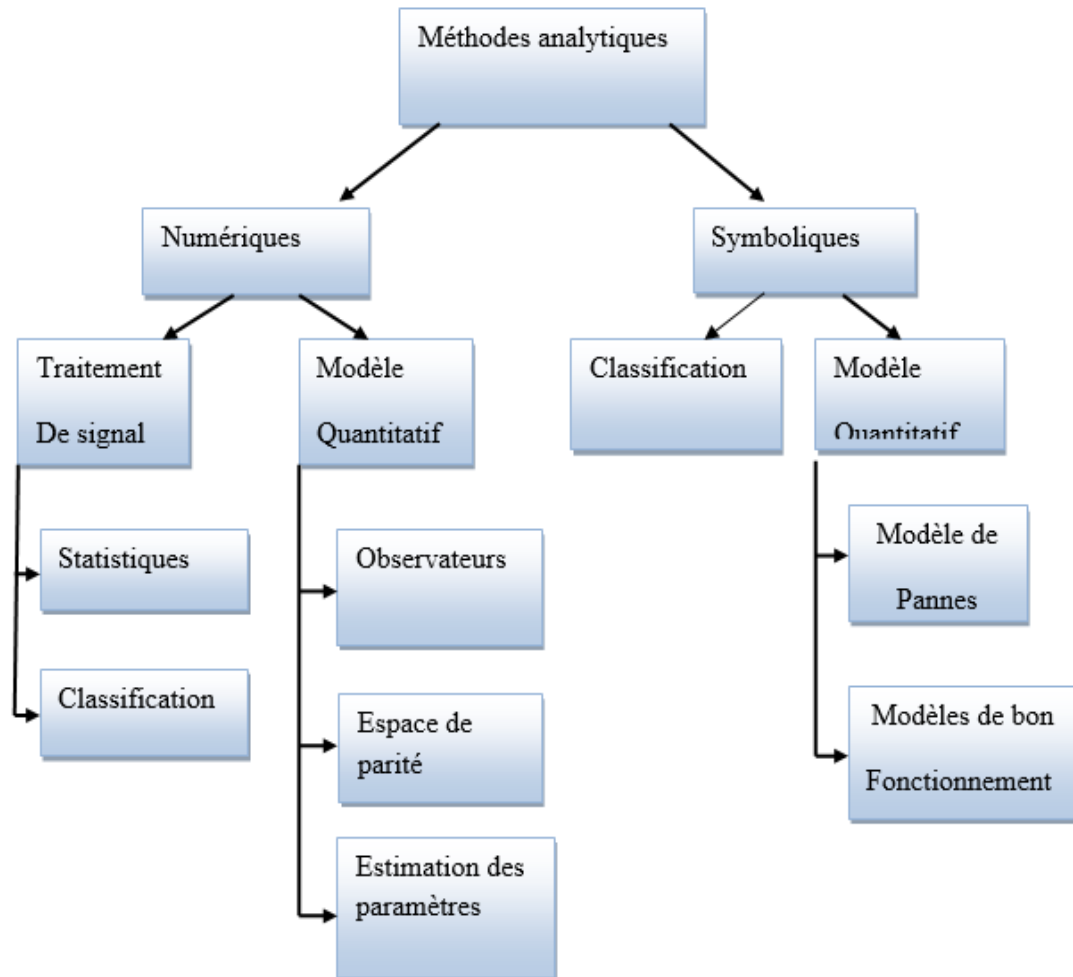 Méthodes analytiques
Numériques
Symboliques
Traitement
De signal
Modèle
Quantitatif
Classification
Modèle
Quantitatif
Statistiques
Classification
Observateurs
Espace de
parité
Estimation des
paramètres
Modèle de
Pannes
Modèles de bon
Fonctionnement